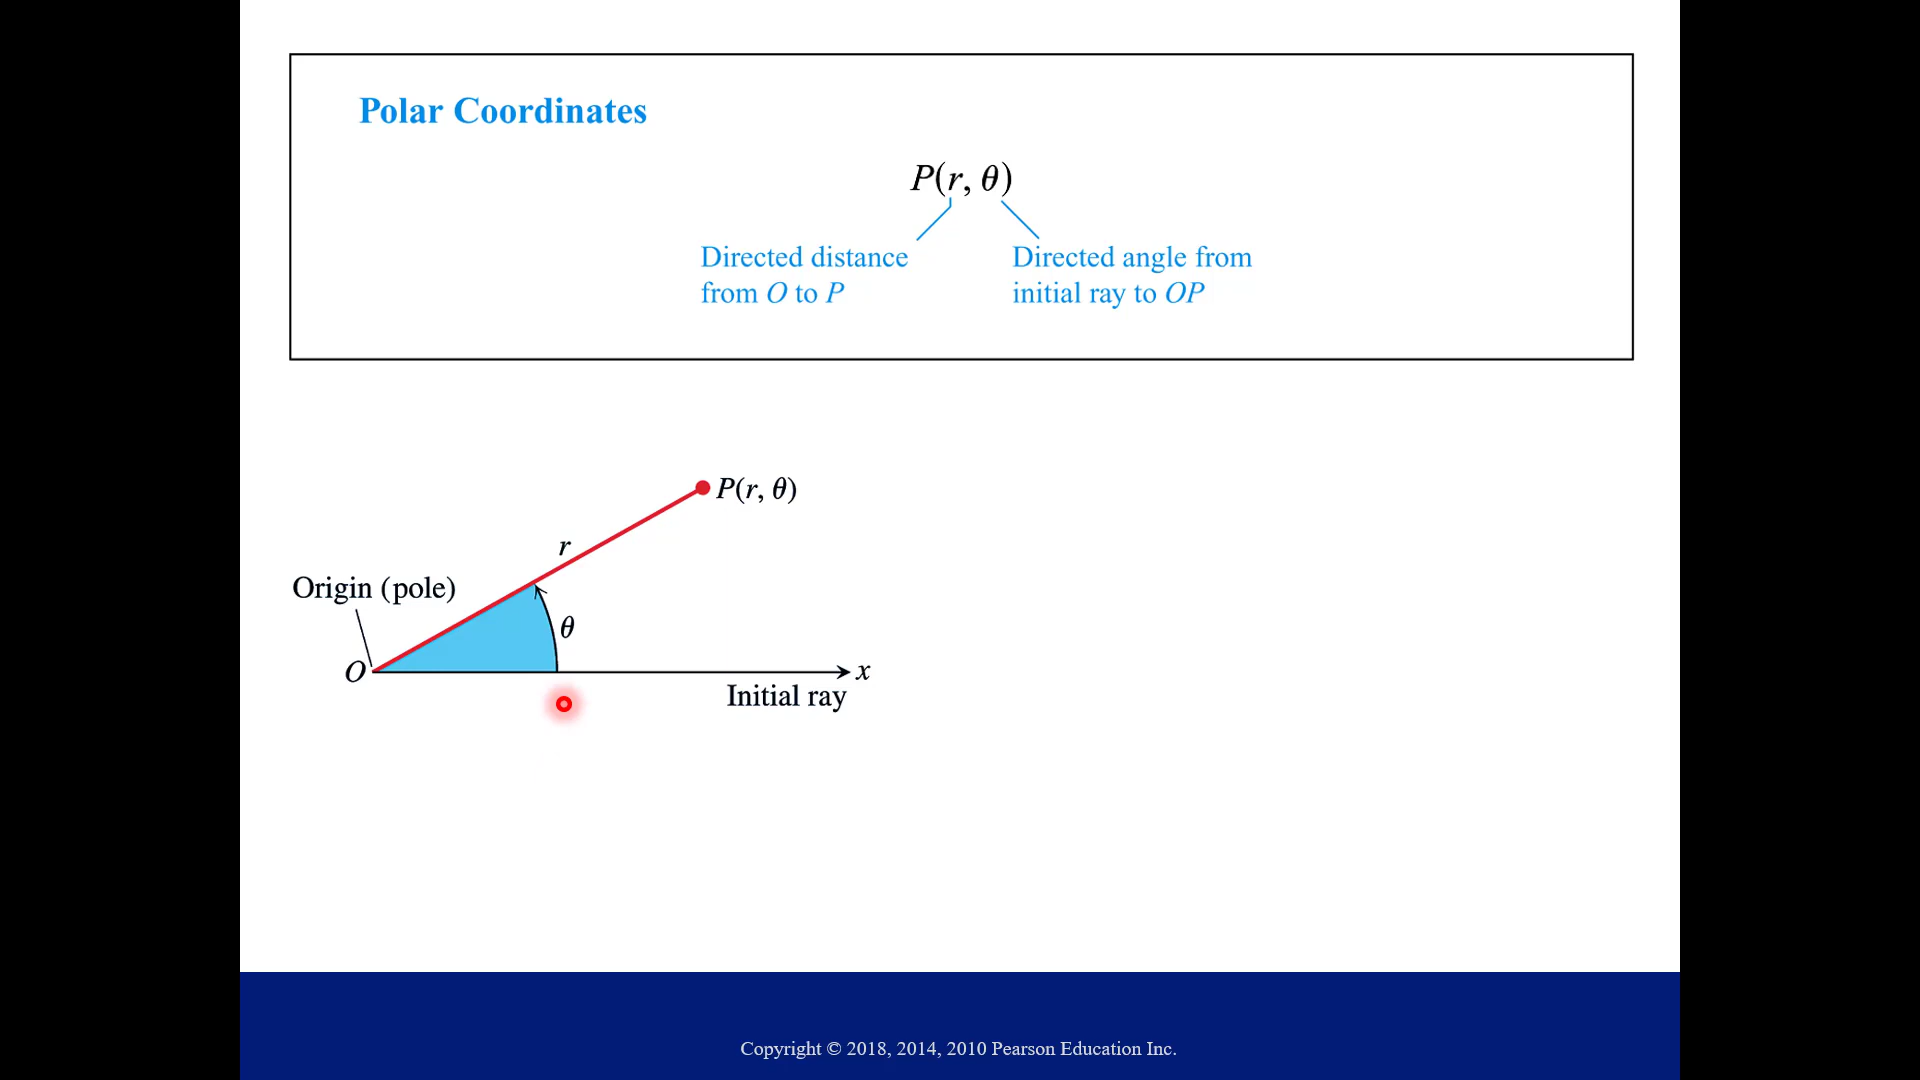 Polar Coordinates
P(r, θ)
Directed distance
from O to P
Directed angle from
initial ray to OP
P(r, θ)
r
Origin (pole)
θ
O
x
Initial ray
Copyright © 2018, 2014, 2010 Pearson Education Inc.